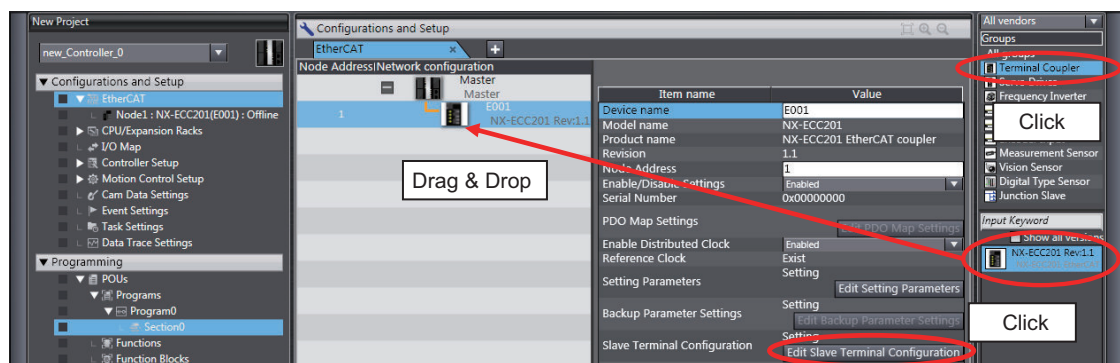 New Project
new_Controller_0
Configurations and Setup
EtherCAT
Node1 : NX-ECC201(E001) : Offline
CPU/Expansion Racks
I/O Map
Controller Setup
Motion Control Setup
Cam Data Settings
Event Settings
Task Settings
Data Trace Settings
Programming
POUs
Programs
Program0
Section0
Functions
Function Blocks
Configurations and Setup
EtherCAT
Node Address|Network configuration
Master
Master
1
E001
NX-ECC201 Rev:1.1
Drag & Drop
Item name Value
Device name E001
Model name NX-ECC201
Product name NX-ECC201 EtherCAT coupler
Revision 1.1
Node Address 1
Enable/Disable Settings Enabled
Serial Number 0x00000000
PDO Map Settings Edit PDO Map Settings
Enable Distributed Clock Enabled
Reference Clock Exist
Setting Parameters Setting
Edit Setting Parameters
Backup Parameter Settings Setting
Edit Backup Parameter Settings
Slave Terminal Configuration Setting
Edit Slave Terminal Configuration
All vendors
Groups
All groups
Terminal Coupler
Servo Drives
Frequency Inverter
Click
Measurement Sensor
Vision Sensor
Digital Type Sensor
Junction Slave
Input Keyword
Show all versions
NX-ECC201 Rev:1.1
Click